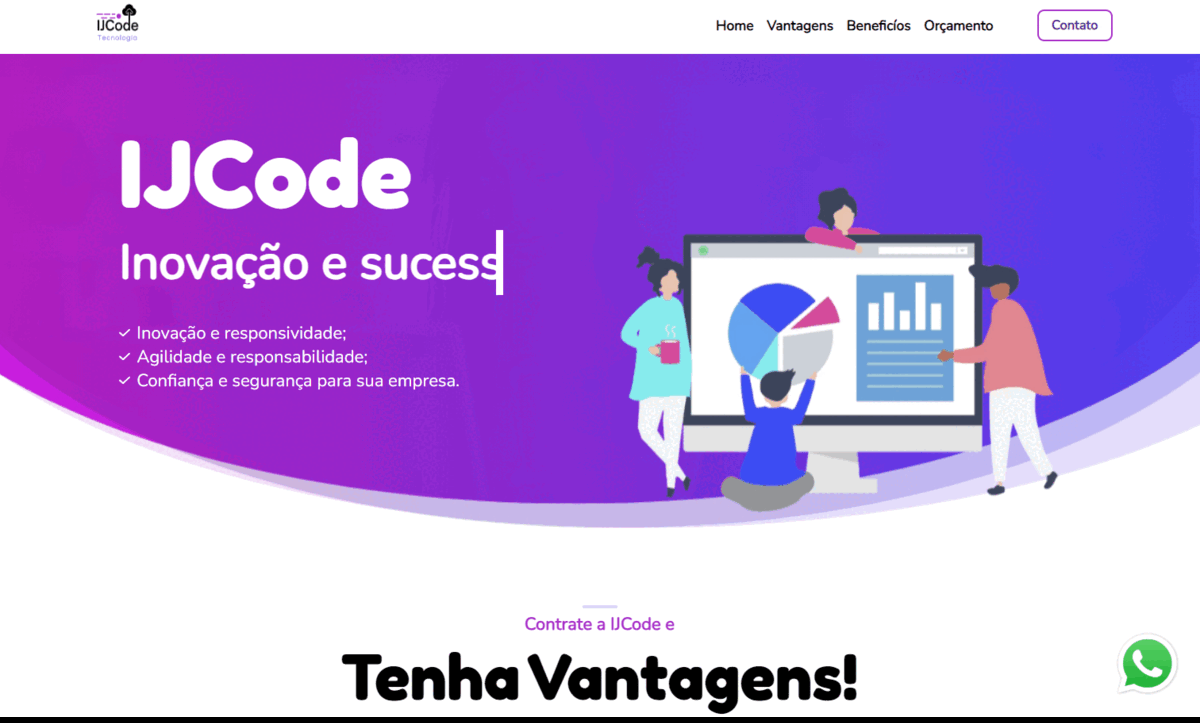 IJCode
Tecnologia
Home Vantagens Beneficíos Orçamento Contato
IJCode
Inovação e sucess
Inovação e responsividade;
Agilidade e responsabilidade;
Confiança e segurança para sua empresa.
Contrate a IJCode e
Tenha Vantagens!